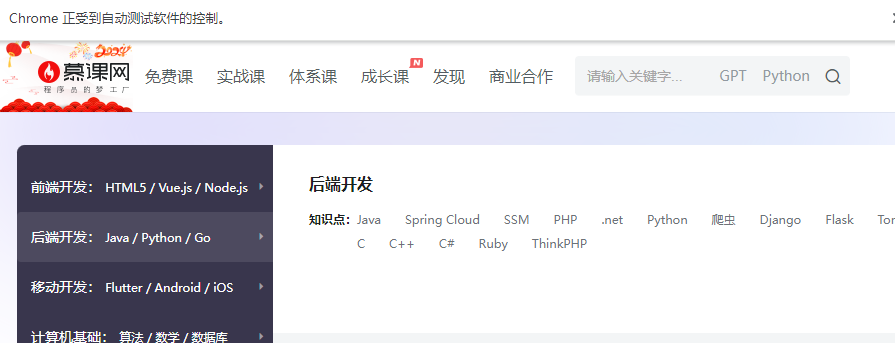 Chrome 正受到自动测试软件的控制。
2024
慕课网
程序员的梦工厂
免费课 实战课 体系课 成长课 N 发现 商业合作 请输入关键字... GPT Python
前端开发： HTML5 / Vue.js / Node.js
后端开发： Java / Python / Go
移动开发： Flutter / Android / iOS
计算机基础： 算法 / 数学 / 数据库
后端开发
知识点： Java Spring Cloud SSM PHP .net Python 爬虫 Django Flask Tor
C C++ C# Ruby ThinkPHP